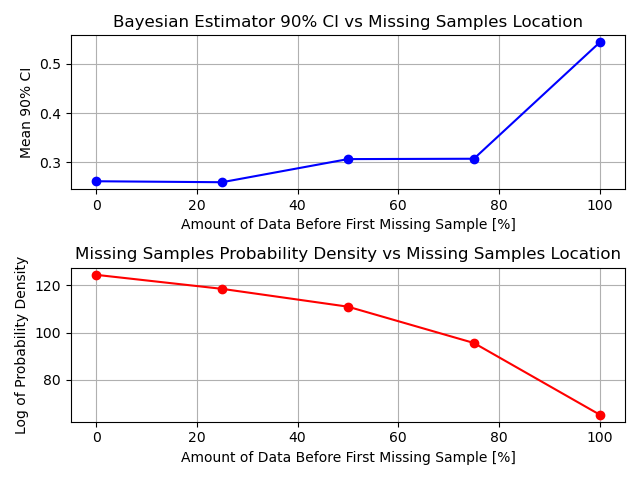 Bayesian Estimator 90% CI vs Missing Samples Location
Mean 90% CI
0.5
0.4
0.3
0 20 40 60 80 100
Amount of Data Before First Missing Sample [%]
Missing Samples Probability Density vs Missing Samples Location
Log of Probability Density
120
100
80
0 20 40 60 80 100
Amount of Data Before First Missing Sample [%]